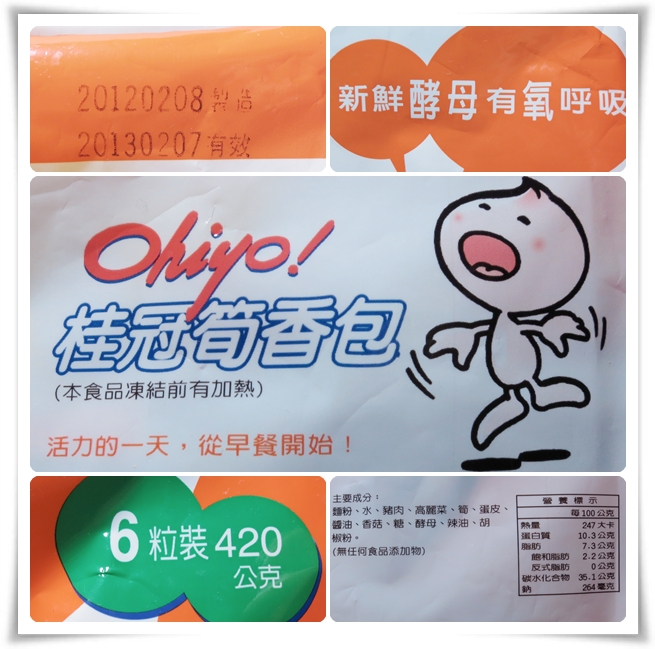 20120208製造
20130207有效
新鮮酵母有氧呼吸
Ohiyo!
桂冠筍香包
(本食品凍結前有加熱)
活力的一天，從早餐開始！
6粒裝420
公克
主要成分：
麵粉、水、豬肉、高麗菜、筍、蛋皮、
醬油、香菇、糖、酵母、辣油、胡
椒粉。
(無任何食品添加物)
營養標示
每100公克
熱量 247大卡
蛋白質 10.3公克
脂肪 7.3公克
飽和脂肪 2.2公克
反式脂肪 0公克
碳水化合物 35.1公克
鈉 264毫克